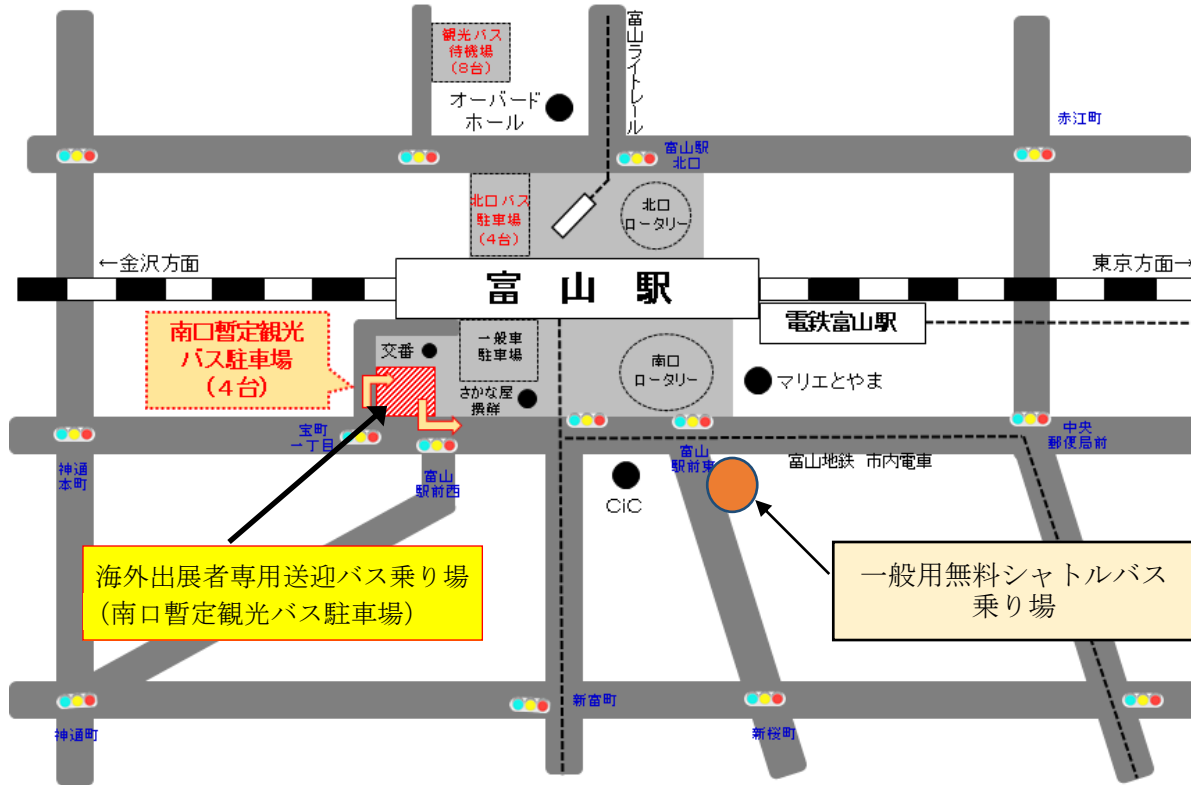 観光バス
待機場
(8台)
富山ライトレール
オーバード
ホール
赤江町
富山駅
北口
北口バス
駐車場
(4台)
北口
ロータリー
←金沢方面
東京方面→
富山駅
電鉄富山駅
南口暫定観光
バス駐車場
(4台)
交番
一般車
駐車場
南口
ロータリー
さかな屋
撰鮮
マリエとやま
宝町
一丁目
神通
本町
富山
駅前西
富山
駅前東
中央
郵便局前
富山地鉄 市内電車
CiC
海外出展者専用送迎バス乗り場
(南口暫定観光バス駐車場)
一般用無料シャトルバス
乗り場
神通町
新富町
新桜町